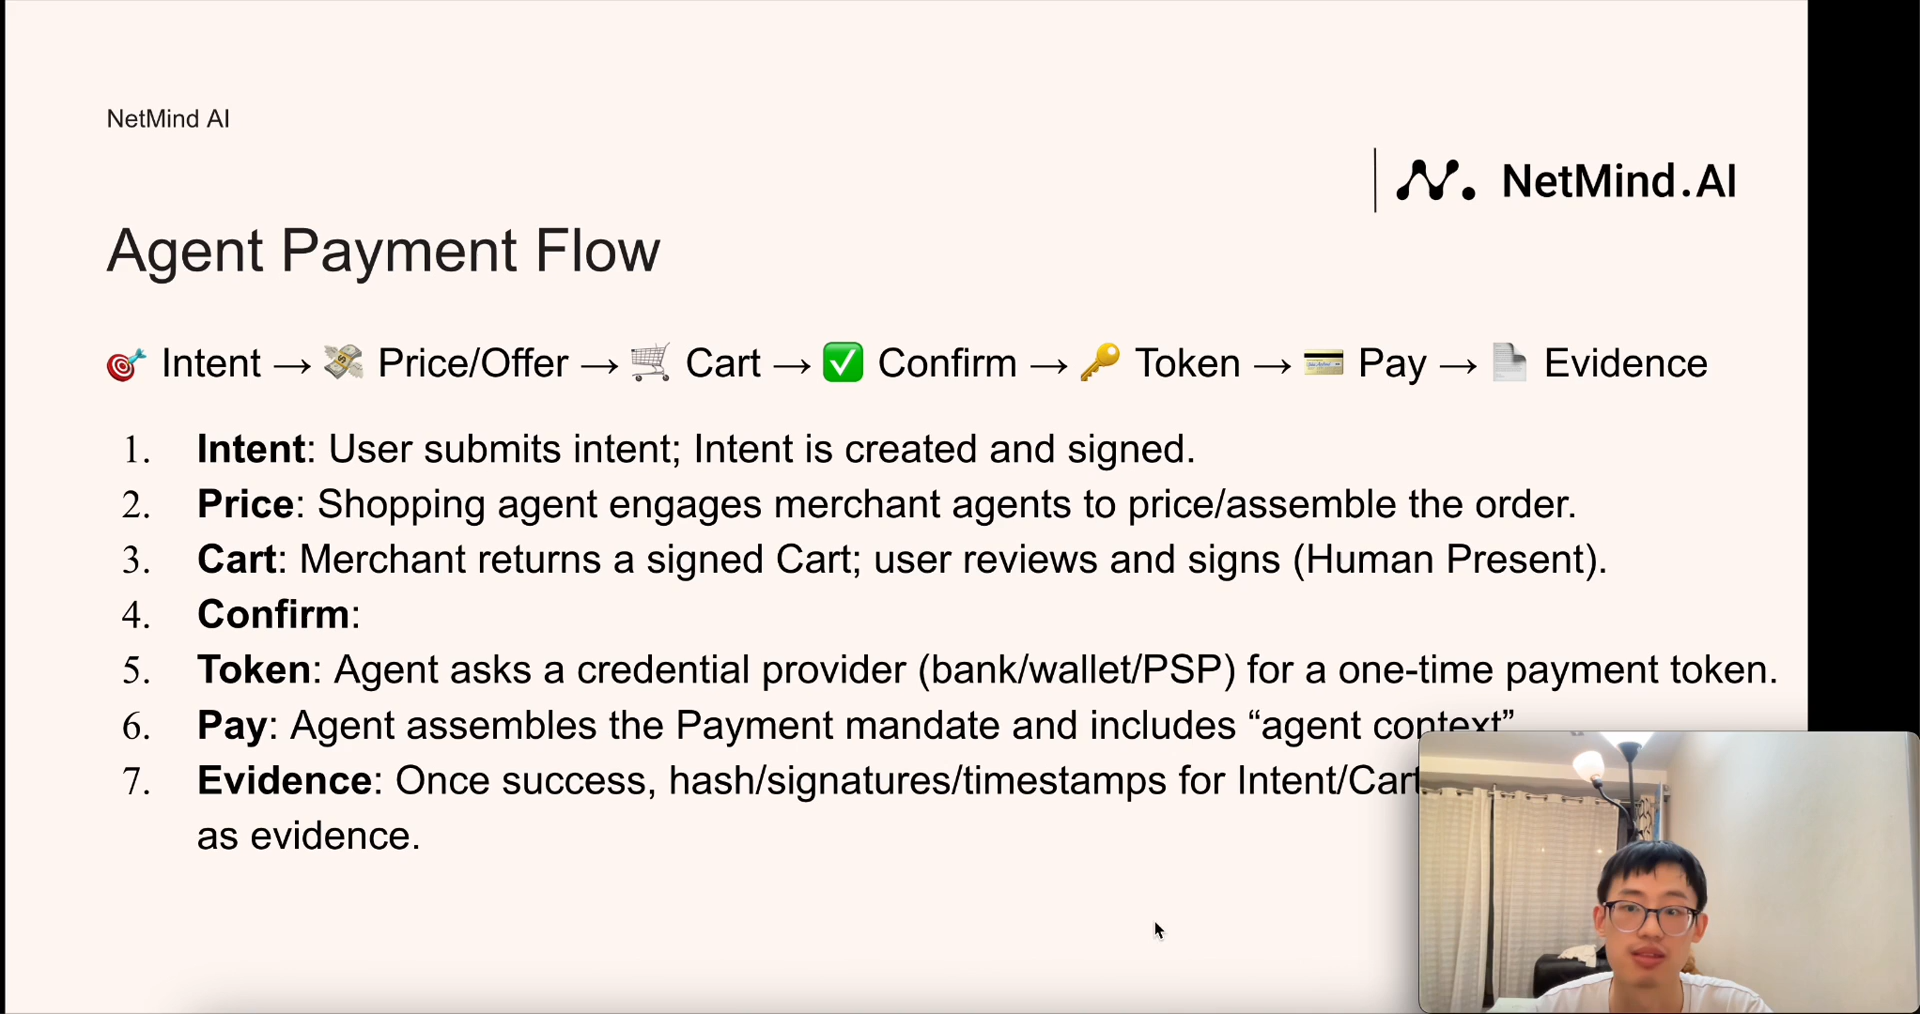 NetMind AI
NetMind.AI
Agent Payment Flow
🎯 Intent → 💸 Price/Offer → 🛒 Cart → ✅ Confirm → 🔑 Token → 💳 Pay → 📄 Evidence
1. Intent: User submits intent; Intent is created and signed.
2. Price: Shopping agent engages merchant agents to price/assemble the order.
3. Cart: Merchant returns a signed Cart; user reviews and signs (Human Present).
4. Confirm:
5. Token: Agent asks a credential provider (bank/wallet/PSP) for a one-time payment token.
6. Pay: Agent assembles the Payment mandate and includes “agent context”
7. Evidence: Once success, hash/signatures/timestamps for Intent/Cart
as evidence.